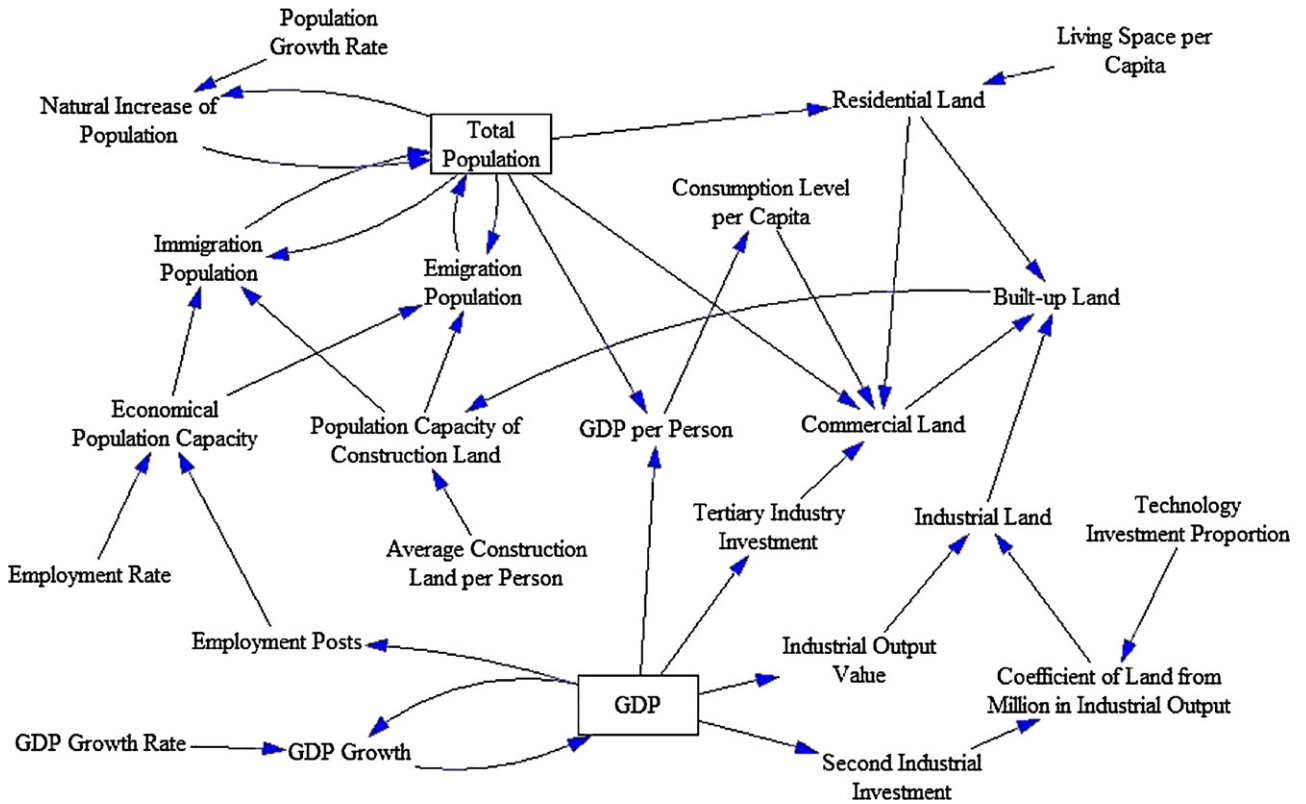 Population
Growth Rate
Living Space per
Capita
Natural Increase of
Population
Residential Land
Total
Population
Consumption Level
per Capita
Immigration
Population
Emigration
Population
Built-up Land
Economical
Population Capacity
Population Capacity of
Construction Land
GDP per Person
Commercial Land
Tertiary Industry
Investment
Industrial Land
Technology
Investment Proportion
Employment Rate
Average Construction
Land per Person
Employment Posts
Industrial Output
Value
Coefficient of Land from
Million in Industrial Output
GDP
GDP Growth Rate
GDP Growth
Second Industrial
Investment